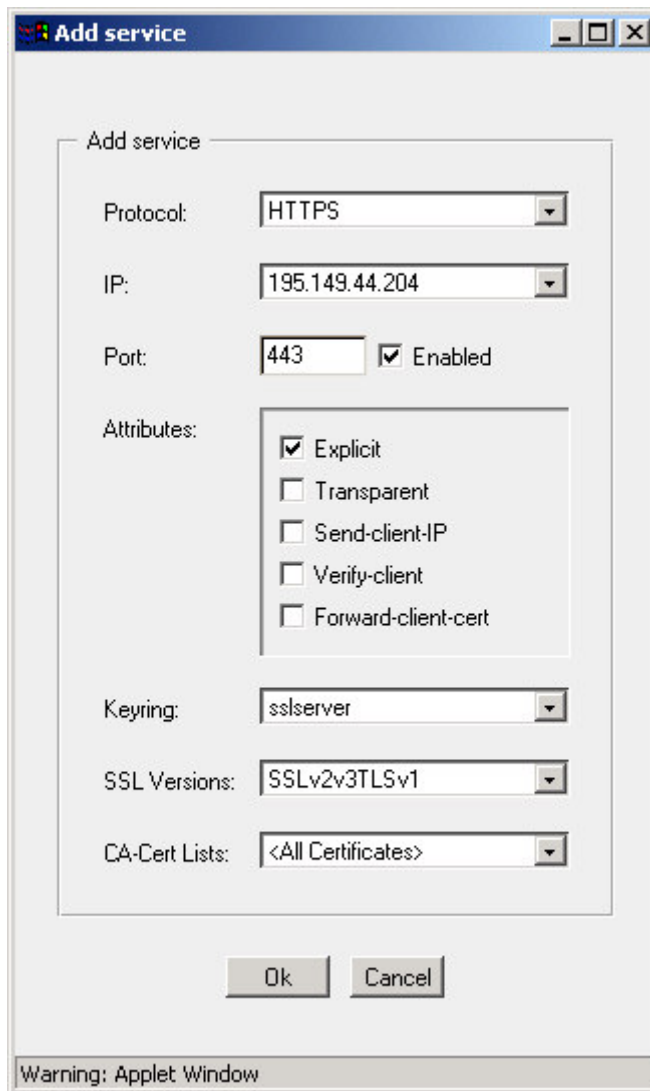 Add service
Add service
Protocol: HTTPS
IP: 195.149.44.204
Port: 443 Enabled
Attributes:
Explicit
Transparent
Send-client-IP
Verify-client
Forward-client-cert
Keyring: sslserver
SSL Versions: SSLv2v3TLSv1
CA-Cert Lists: <All Certificates>
Ok Cancel
Warning: Applet Window